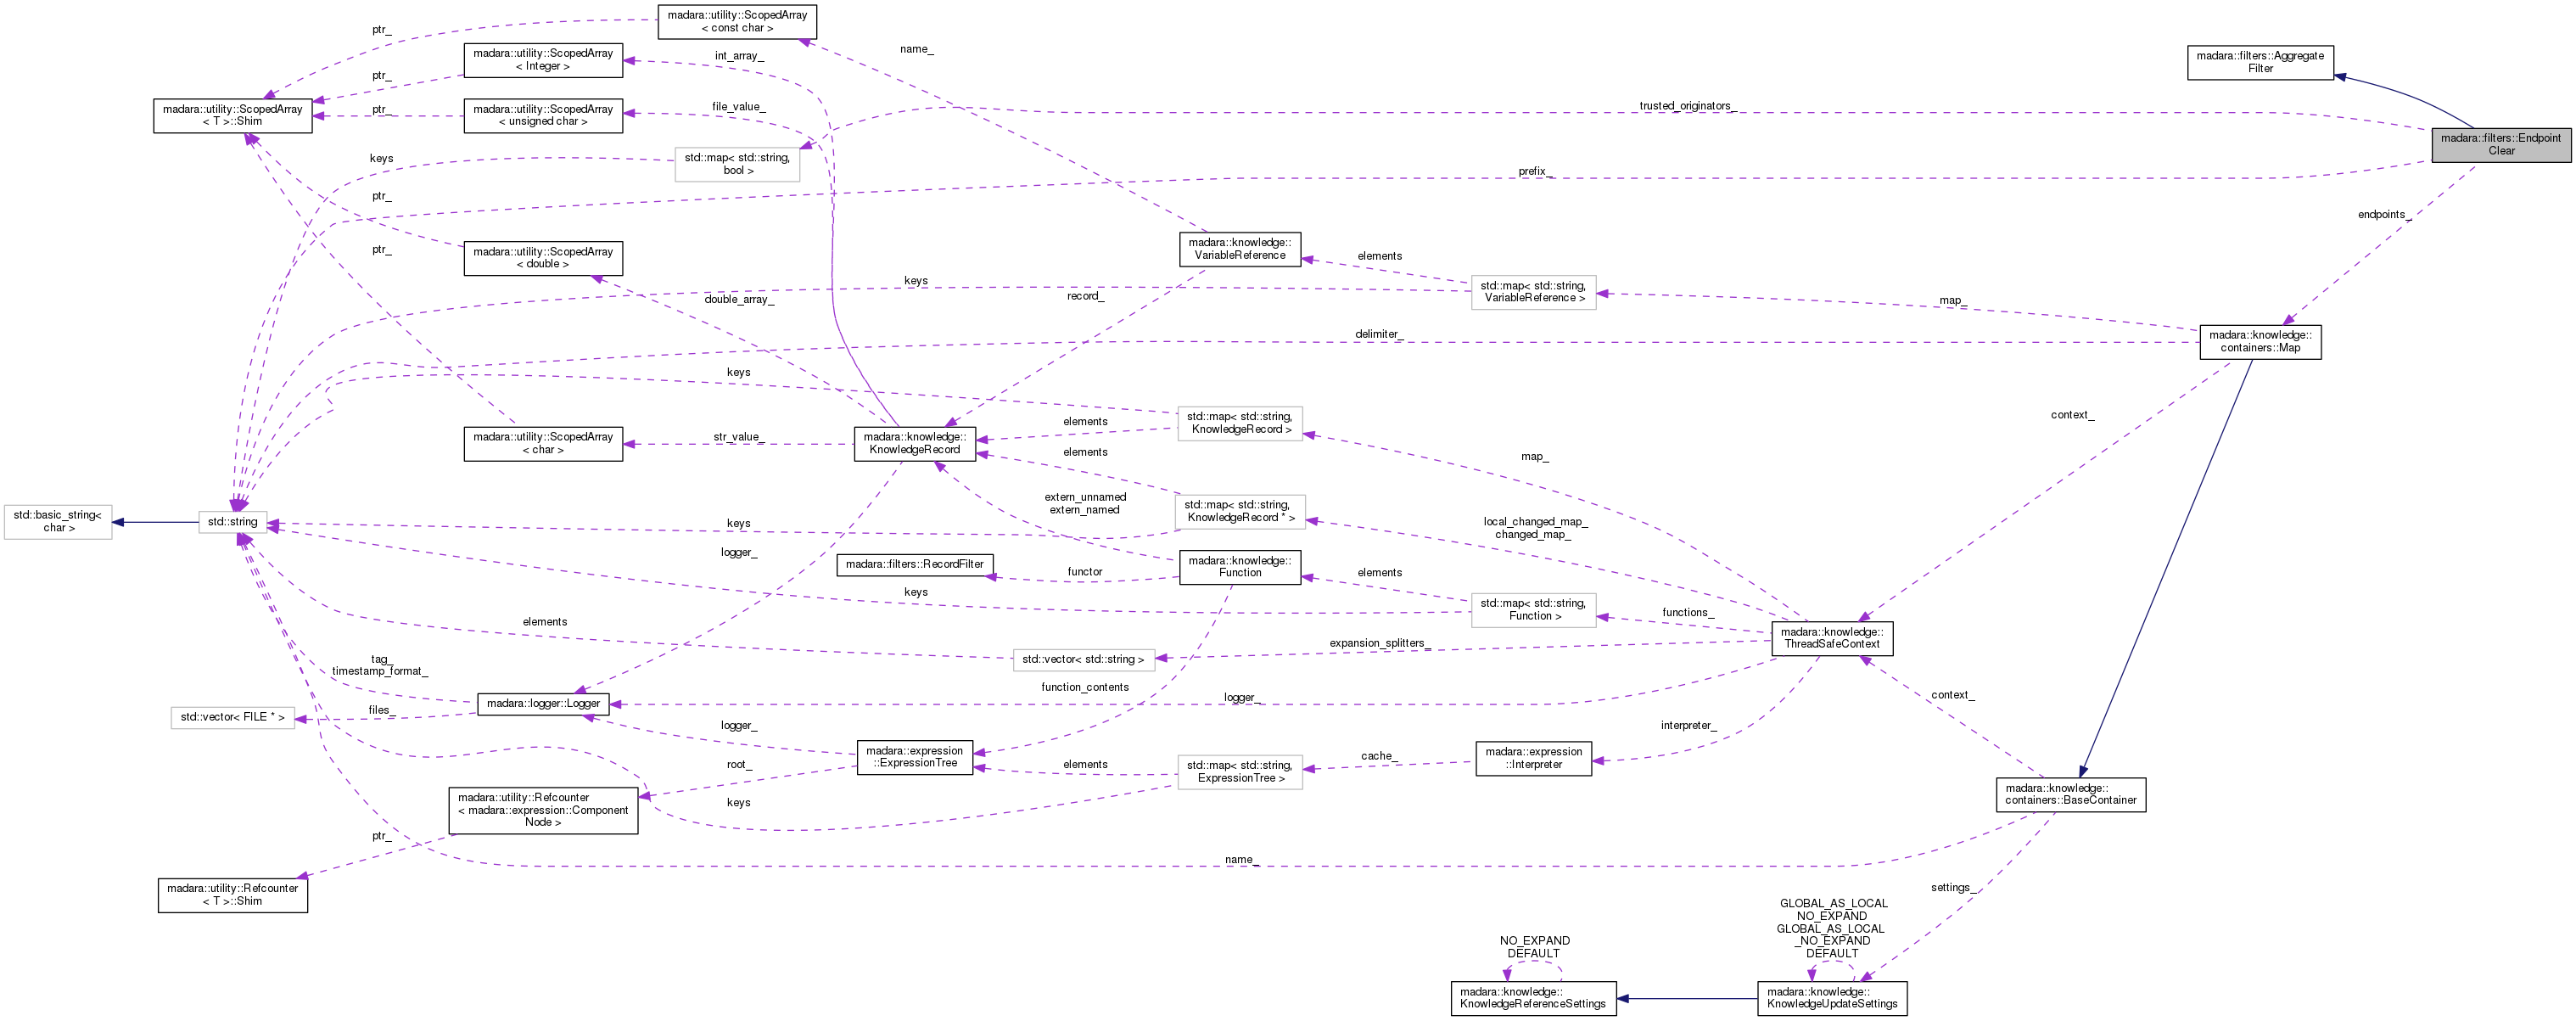 madara::utility::ScopedArray
< const char >
ptr_
madara::utility::ScopedArray
< Integer >
int_array_
name_
madara::filters::Aggregate
Filter
ptr_
madara::utility::ScopedArray
< T >::Shim
ptr_
madara::utility::ScopedArray
< unsigned char >
file_value_
trusted_originators_
madara::filters::Endpoint
Clear
keys
std::map< std::string,
bool >
prefix_
ptr_
endpoints_
madara::utility::ScopedArray
< double >
ptr_
madara::knowledge::
VariableReference
elements
keys
std::map< std::string,
VariableReference >
double_array_
record_
map_
delimiter_
madara::knowledge::
containers::Map
keys
std::map< std::string,
KnowledgeRecord >
elements
context_
madara::utility::ScopedArray
< char >
str_value_
madara::knowledge::
KnowledgeRecord
elements
map_
extern_unnamed
extern_named
std::map< std::string,
KnowledgeRecord * >
std::basic_string<
char >
std::string
keys
local_changed_map_
changed_map_
logger_
madara::filters::RecordFilter
functor
madara::knowledge::
Function
elements
keys
std::map< std::string,
Function >
functions_
elements
madara::knowledge::
ThreadSafeContext
expansion_splitters_
std::vector< std::string >
tag_
timestamp_format_
function_contents
madara::logger::Logger
logger_
context_
std::vector< FILE * >
files_
logger_
interpreter_
madara::expression
::ExpressionTree
root_
elements
std::map< std::string,
ExpressionTree >
cache_
madara::expression
::Interpreter
madara::knowledge::
containers::BaseContainer
madara::utility::Refcounter
< madara::expression::Component
Node >
keys
ptr_
name_
madara::utility::Refcounter
< T >::Shim
settings_
GLOBAL_AS_LOCAL
NO_EXPAND
GLOBAL_AS_LOCAL
_NO_EXPAND
DEFAULT
NO_EXPAND
DEFAULT
madara::knowledge::
KnowledgeReferenceSettings
madara::knowledge::
KnowledgeUpdateSettings